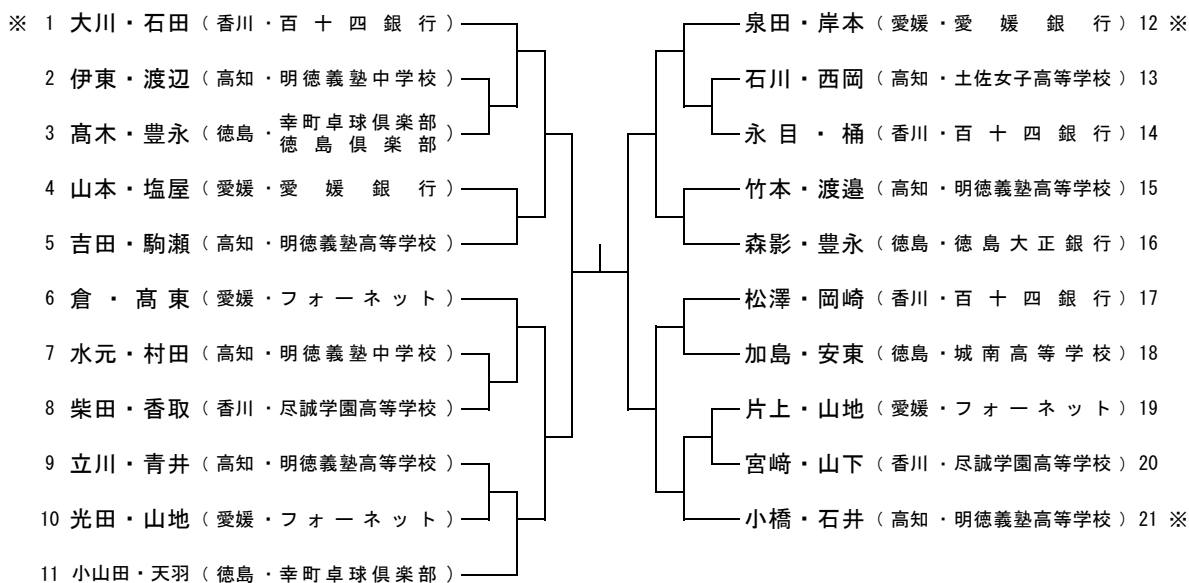 ※ 1 大川・石田 （ 香川 ・ 百十四銀行 ）
2 伊東・渡辺 （ 高知 ・ 明徳義塾中学校 ）
3 髙木・豊永 （ 徳島 ・ 幸町卓球倶楽部 徳島倶楽部 ）
4 山本・塩屋 （ 愛媛 ・ 愛媛銀行 ）
5 吉田・駒瀬 （ 高知 ・ 明徳義塾高等学校 ）
6 倉・髙東 （ 愛媛 ・ フォーネット ）
7 水元・村田 （ 高知 ・ 明徳義塾中学校 ）
8 柴田・香取 （ 香川 ・ 尽誠学園高等学校 ）
9 立川・青井 （ 高知 ・ 明徳義塾高等学校 ）
10 光田・山地 （ 愛媛 ・ フォーネット ）
11 小山田・天羽 （ 徳島 ・ 幸町卓球倶楽部 ）
泉田・岸本 （ 愛媛 ・ 愛媛銀行 ） 12 ※
石川・西岡 （ 高知 ・ 土佐女子高等学校 ） 13
永目・桶 （ 香川 ・ 百十四銀行 ） 14
竹本・渡邉 （ 高知 ・ 明徳義塾高等学校 ） 15
森影・豊永 （ 徳島 ・ 徳島大正銀行 ） 16
松澤・岡崎 （ 香川 ・ 百十四銀行 ） 17
加島・安東 （ 徳島 ・ 城南高等学校 ） 18
片上・山地 （ 愛媛 ・ フォーネット ） 19
宮﨑・山下 （ 香川 ・ 尽誠学園高等学校 ） 20
小橋・石井 （ 高知 ・ 明徳義塾高等学校 ） 21 ※